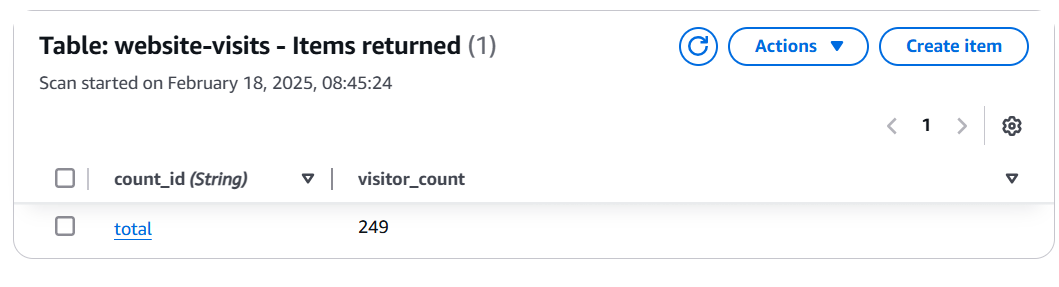 Table: website-visits - Items returned (1)
Actions
Create item
Scan started on February 18, 2025, 08:45:24
1
count_id (String) visitor_count
total 249